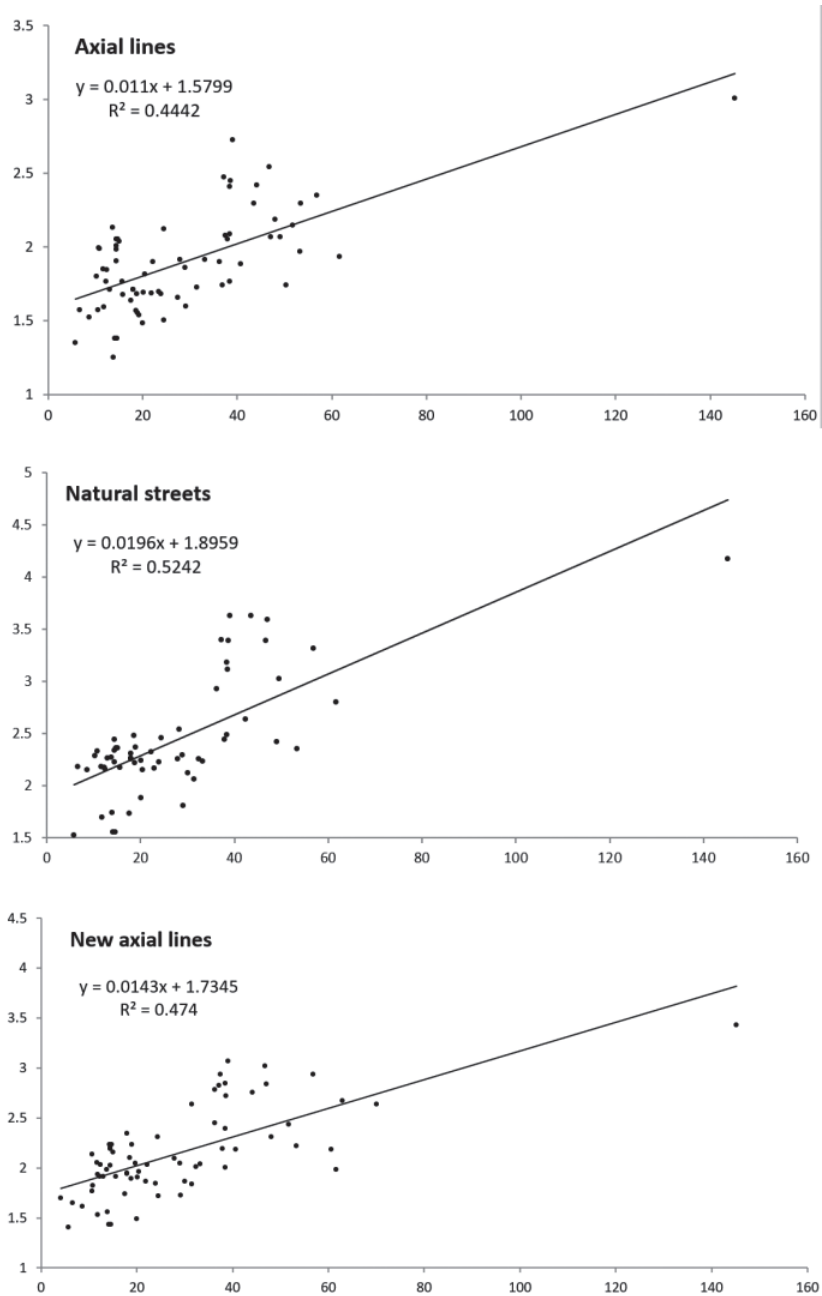 3.5
Axial lines
y = 0.011x + 1.5799
R² = 0.4442
3
2.5
2
1.5
1
0 20 40 60 80 100 120 140 160
5
Natural streets
4.5
y = 0.0196x + 1.8959
R² = 0.5242
4
3.5
3
2.5
2
1.5
0 20 40 60 80 100 120 140 160
4.5
New axial lines
4
y = 0.0143x + 1.7345
R² = 0.474
3.5
3
2.5
2
1.5
1
0 20 40 60 80 100 120 140 160